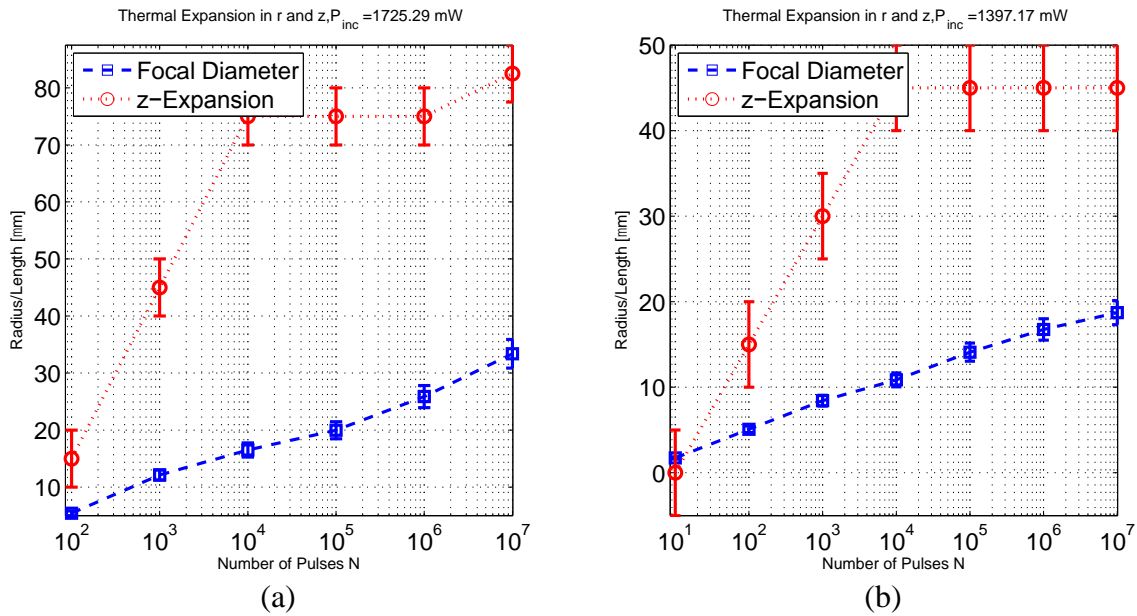 Thermal Expansion in r and z,P_inc =1725.29 mW
Focal Diameter
z−Expansion
80
70
60
50
40
30
20
10
Radius/Length [mm]
10^2 10^3 10^4 10^5 10^6 10^7
Number of Pulses N
(a)
Thermal Expansion in r and z,P_inc =1397.17 mW
Focal Diameter
z−Expansion
50
40
30
20
10
0
Radius/Length [mm]
10^1 10^2 10^3 10^4 10^5 10^6 10^7
Number of Pulses N
(b)